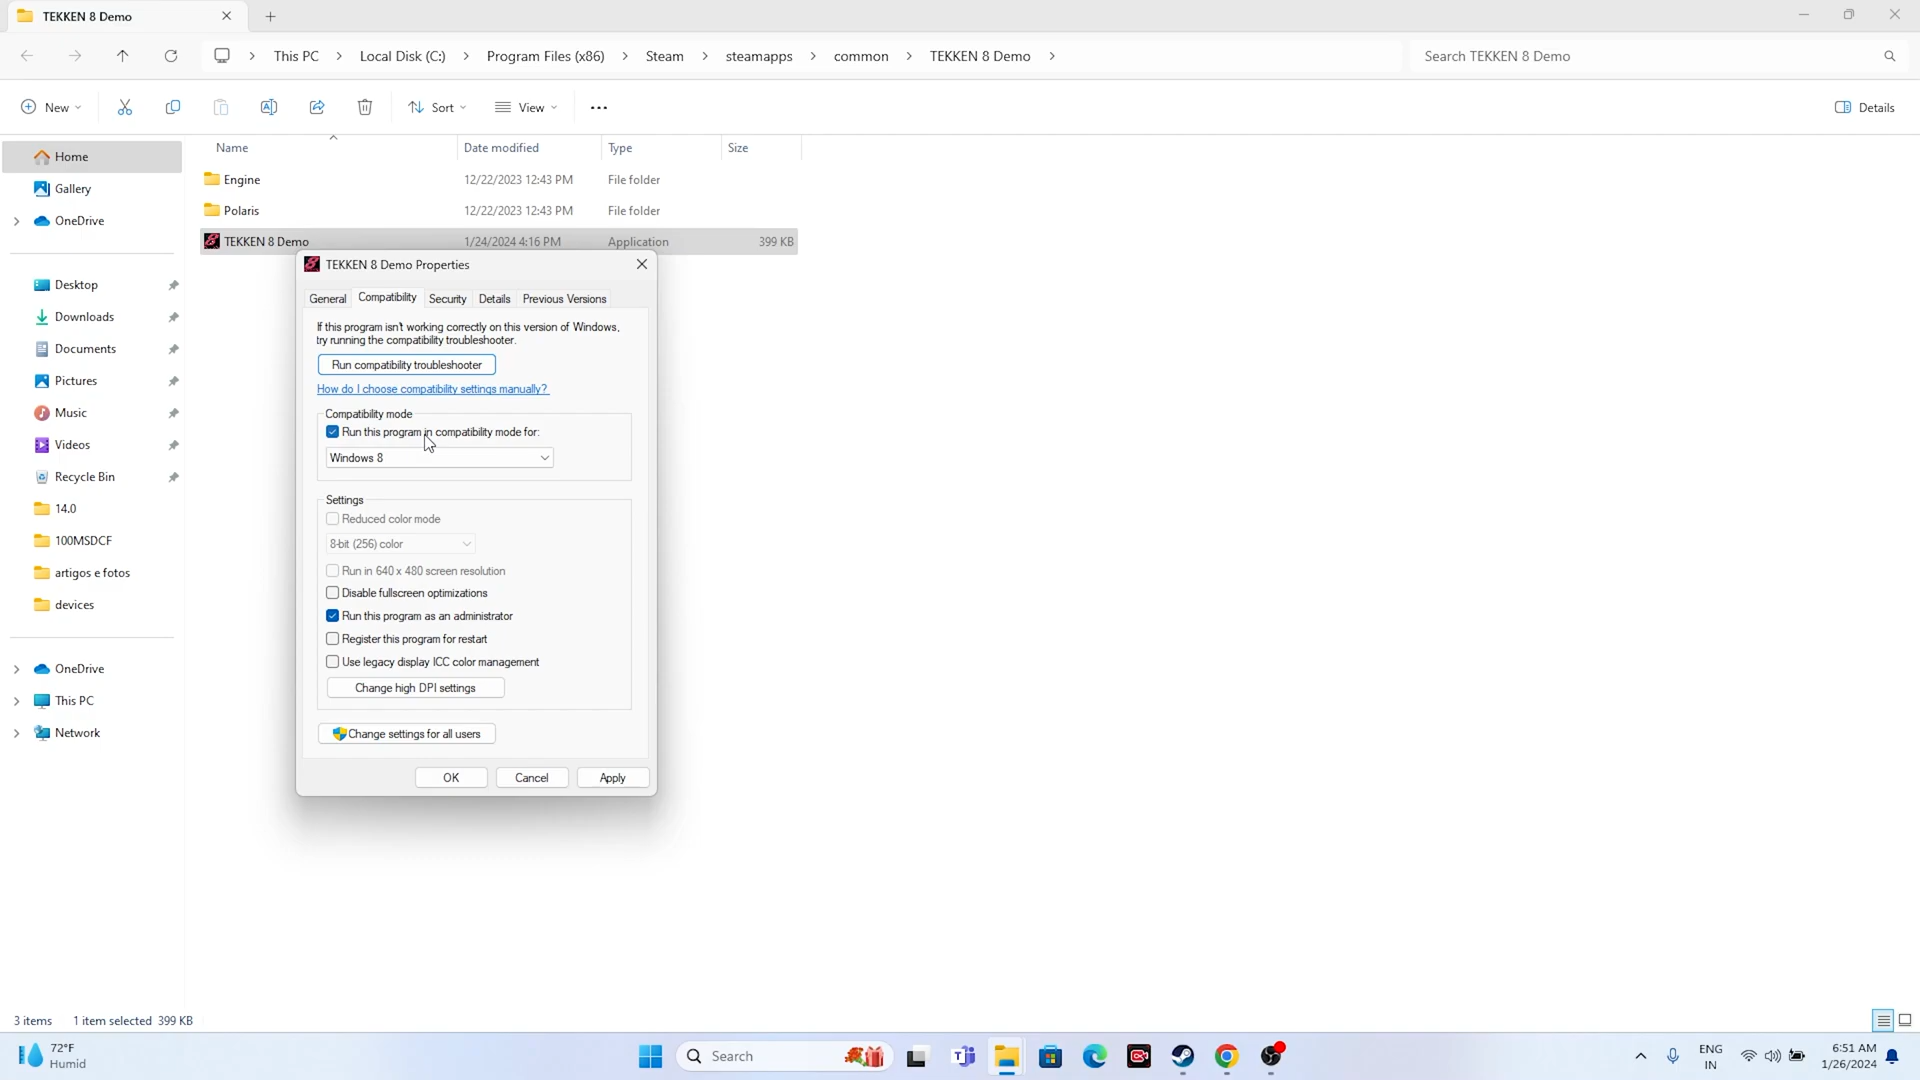 TEKKEN 8 Demo
This PC > Local Disk (C:) > Program Files (x86) > Steam > steamapps > common > TEKKEN 8 Demo >
Search TEKKEN 8 Demo
New
Sort
View
Details
Name Date modified Type Size
Engine 12/22/2023 12:43 PM File folder
Polaris 12/22/2023 12:43 PM File folder
TEKKEN 8 Demo 1/24/2024 4:16 PM Application 399 KB
Home
Gallery
OneDrive
Desktop
Downloads
Documents
Pictures
Music
Videos
Recycle Bin
14.0
100MSDCF
artigos e fotos
devices
OneDrive
This PC
Network
TEKKEN 8 Demo Properties
General Compatibility Security Details Previous Versions
If this program isn't working correctly on this version of Windows,
try running the compatibility troubleshooter.
Run compatibility troubleshooter
How do I choose compatibility settings manually?
Compatibility mode
Run this program in compatibility mode for:
Windows 8
Settings
Reduced color mode
8-bit (256) color
Run in 640 x 480 screen resolution
Disable fullscreen optimizations
Run this program as an administrator
Register this program for restart
Use legacy display ICC color management
Change high DPI settings
Change settings for all users
OK Cancel Apply
3 items 1 item selected 399 KB
72°F
Humid
Search
ENG
IN
6:51 AM
1/26/2024